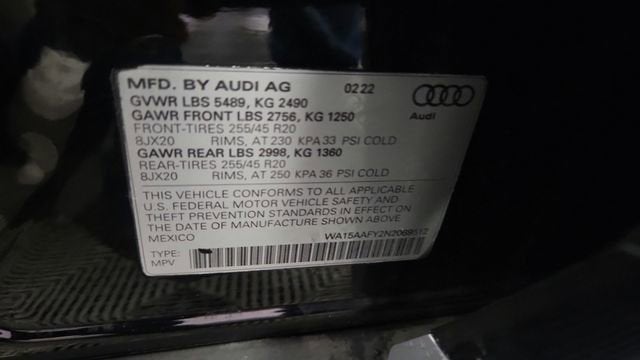 MFD. BY AUDI AG 0222
Audi
GVWR LBS 5489, KG 2490
GAWR FRONT LBS 2756, KG 1250
FRONT-TIRES 255/45 R20
8JX20 RIMS, AT 230 KPA 33 PSI COLD
GAWR REAR LBS 2998, KG 1360
REAR-TIRES 255/45 R20
8JX20 RIMS, AT 250 KPA 36 PSI COLD
THIS VEHICLE CONFORMS TO ALL APPLICABLE
U.S. FEDERAL MOTOR VEHICLE SAFETY AND
THEFT PREVENTION STANDARDS IN EFFECT ON
THE DATE OF MANUFACTURE SHOWN ABOVE
MEXICO
TYPE:
MPV